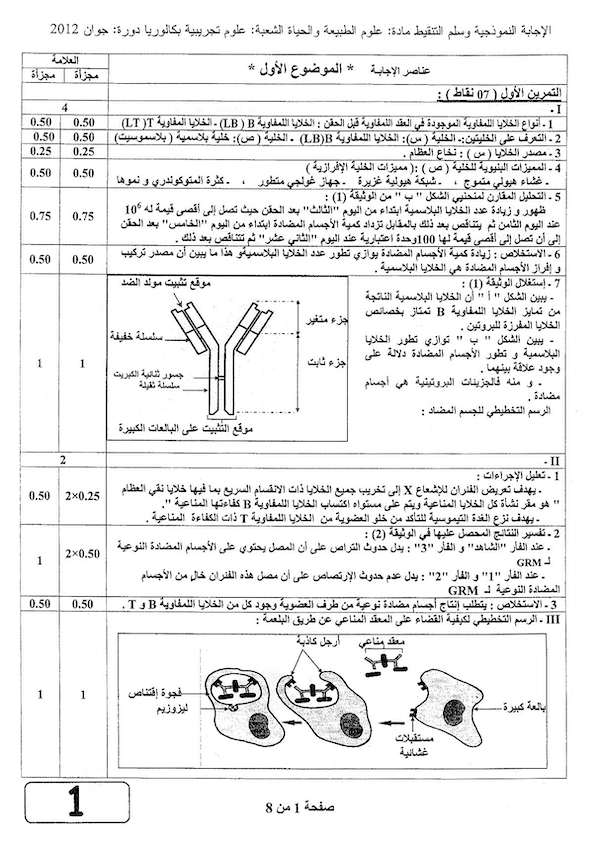 الإجابة النموذجية وسلم التنقيط مادة: علوم الطبيعة والحياة الشعبة: علوم تجريبية بكالوريا دورة: جوان 2012
العلامة
مجزأة مجزأة
عناصر الإجابة * الموضوع الأول *
التمرين الأول ( 07 نقاط ) :
4
I -
1 - أنواع الخلايا اللمفاوية الموجودة في العقد اللمفاوية قبل الحقن : الخلايا اللمفاوية B ( LB ) - الخلايا المفاوية T( LT ) 0.50 0.50
2 - التعرف على الخليتين:ـ الخلية ( س): الخلايا اللمفاوية B(LB) . الخلية ( ص): خلية بلاسمية ( بلاسموسيت) 0.50 0.50
3 - مصدر الخلايا ( س ) : نخاع العظام . 0.25 0.25
4 - المميزات البنيوية للخلية ( ص ) :( مميزات الخلية الإفرازية )
ـ غشاء هيولي متموج ، ـ شبكة هيولية غزيرة ـ جهاز غولجي متطور ، ـ كثرة المتوكولندري و نموها 0.50 0.50
5 - التحليل المقارن لمنحنيي الشكل " ب " من الوثيقة (1) :
ظهور و زيادة عدد الخلايا البلاسمية ابتداء من اليوم "الثالث" بعد الحقن حيث تصل إلى أقصى قيمة له 10⁶
عند اليوم الثامن ثم يتناقص بعد ذلك بالمقابل تزداد كمية الأجسام المضادة ابتداء من اليوم "الخامس" بعد الحقن 0.75 0.75
إلى أن تصل إلى أقصى قيمة لها 100وحدة اعتبارية عند اليوم "الثاني عشر" ثم تتناقص بعد ذلك .
6 - الاستخلاص : زيادة كمية الأجسام المضادة يوازي تطور عدد الخلايا البلاسميةو هذا ما يبين أن مصدر تركيب 0.50 0.50
و إفراز الأجسام المضادة هي الخلايا البلاسمية .
7 - إستغلال الوثيقة (1) :
- يبين الشكل " أ " أن الخلايا البلاسمية الناتجة
من تمايز الخلايا اللمفاوية B تمتاز بخصائص
الخلايا المفرزة للبروتين .
- يبين الشكل " ب " توازي تطور الخلايا
البلاسمية و تطور الأجسام المضادة دلالة على
وجود علاقة بينهما .
- و منه فالجزيئات البروتينية هي أجسام
مضادة .
الرسم التخطيطي للجسم المضاد :
1 1
موقع تثبيت مولد الضد
جزء متغير
سلسلة خفيفة
جزء ثابت
جسور ثنائية الكبريت
سلسلة ثقيلة
موقع التثبيت على البالعات الكبيرة
2
II -
1 - تعليل الإجراءات :
- يهدف تعريض الفئران للإشعاع X إلى تخريب جميع الخلايا ذات الانقسام السريع بما فيها خلايا نقي العظام
" هو مقر نشأة كل الخلايا المناعية ويتم على مستواه اكتساب الخلايا اللمفاوية B كفاءتها المناعية ". 0.50 2×0.25
- يهدف نزع الغدة التيموسية للتأكد من خلو العضوية من الخلايا اللمفاوية T ذات الكفاءة المناعية .
2 - تفسير النتائج المحصل عليها في الوثيقة (2) :
- عند الفأر "الشاهد" و الفأر "3": يدل حدوث التراص على أن المصل يحتوي على الأجسام المضادة النوعية
لـ GRM 1 2×0.50
- عند الفأر "1" و الفأر "2": يدل عدم حدوث الإرتصاص على أن مصل هذه الفئران خالٍ من الأجسام
المضادة النوعية لـ GRM
3 - الاستخلاص : يتطلب إنتاج أجسام مضادة نوعية من طرف العضوية وجود كل من الخلايا اللمفاوية B و T . 0.50 0.50
III - الرسم التخطيطي لكيفية القضاء على المعقد المناعي عن طريق البلعمة :
1 1
معقد مناعي
أرجل كاذبة
فجوة إقتناص
ليزوزيم
بالعة كبيرة
مستقبلات
غشائية
صفحة 1 من 8
1